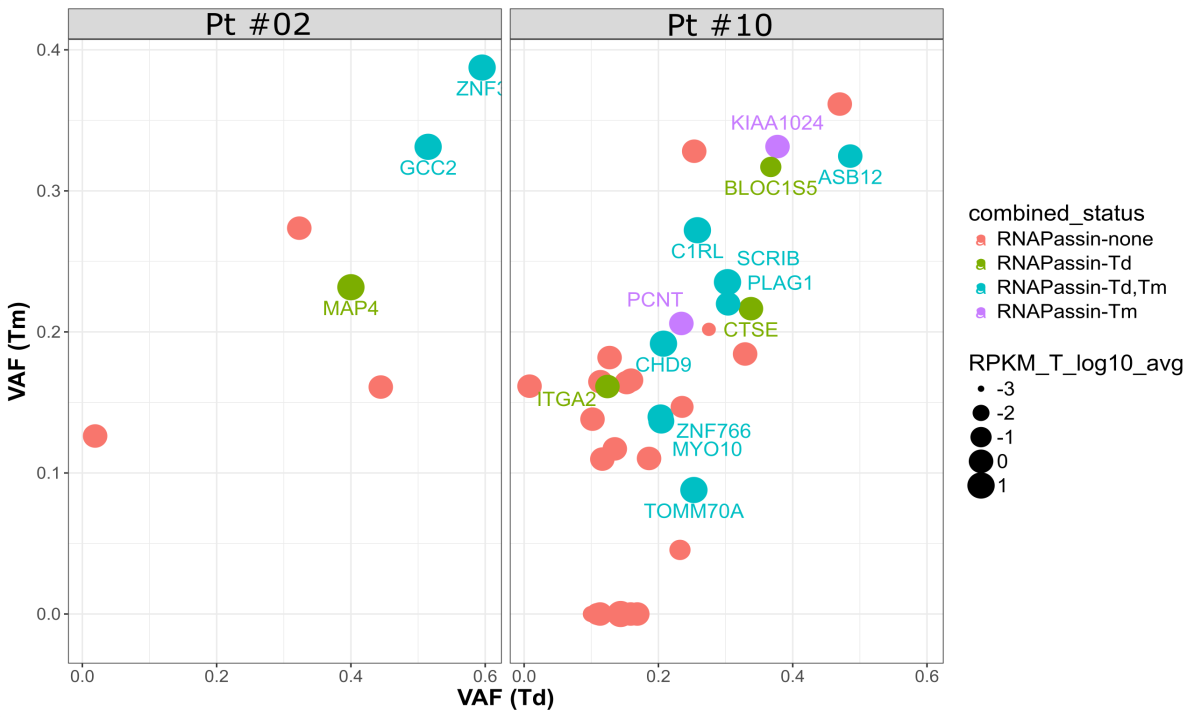 Pt #02
Pt #10
0.4
0.3
0.2
0.1
0.0
VAF (Tm)
ZNF3
GCC2
MAP4
KIAA1024
BLOC1S5
ASB12
C1RL
SCRIB
PLAG1
PCNT
CTSE
CHD9
ITGA2
ZNF766
MYO10
TOMM70A
0.0 0.2 0.4 0.6
0.0 0.2 0.4 0.6
VAF (Td)
combined_status
RNAPassin-none
RNAPassin-Td
RNAPassin-Td,Tm
RNAPassin-Tm
RPKM_T_log10_avg
-3
-2
-1
0
1